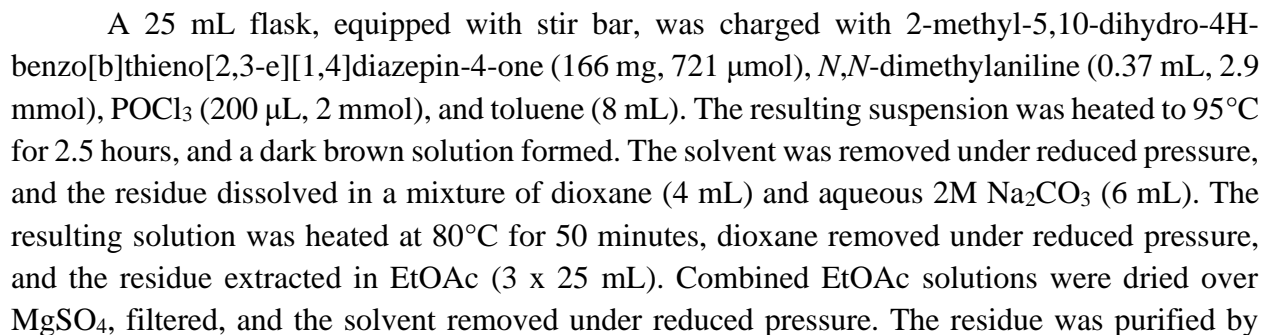 A 25 mL flask, equipped with stir bar, was charged with 2-methyl-5,10-dihydro-4H-
benzo[b]thieno[2,3-e][1,4]diazepin-4-one (166 mg, 721 μmol), N,N-dimethylaniline (0.37 mL, 2.9
mmol), POCl₃ (200 μL, 2 mmol), and toluene (8 mL). The resulting suspension was heated to 95°C
for 2.5 hours, and a dark brown solution formed. The solvent was removed under reduced pressure,
and the residue dissolved in a mixture of dioxane (4 mL) and aqueous 2M Na₂CO₃ (6 mL). The
resulting solution was heated at 80°C for 50 minutes, dioxane removed under reduced pressure,
and the residue extracted in EtOAc (3 x 25 mL). Combined EtOAc solutions were dried over
MgSO₄, filtered, and the solvent removed under reduced pressure. The residue was purified by